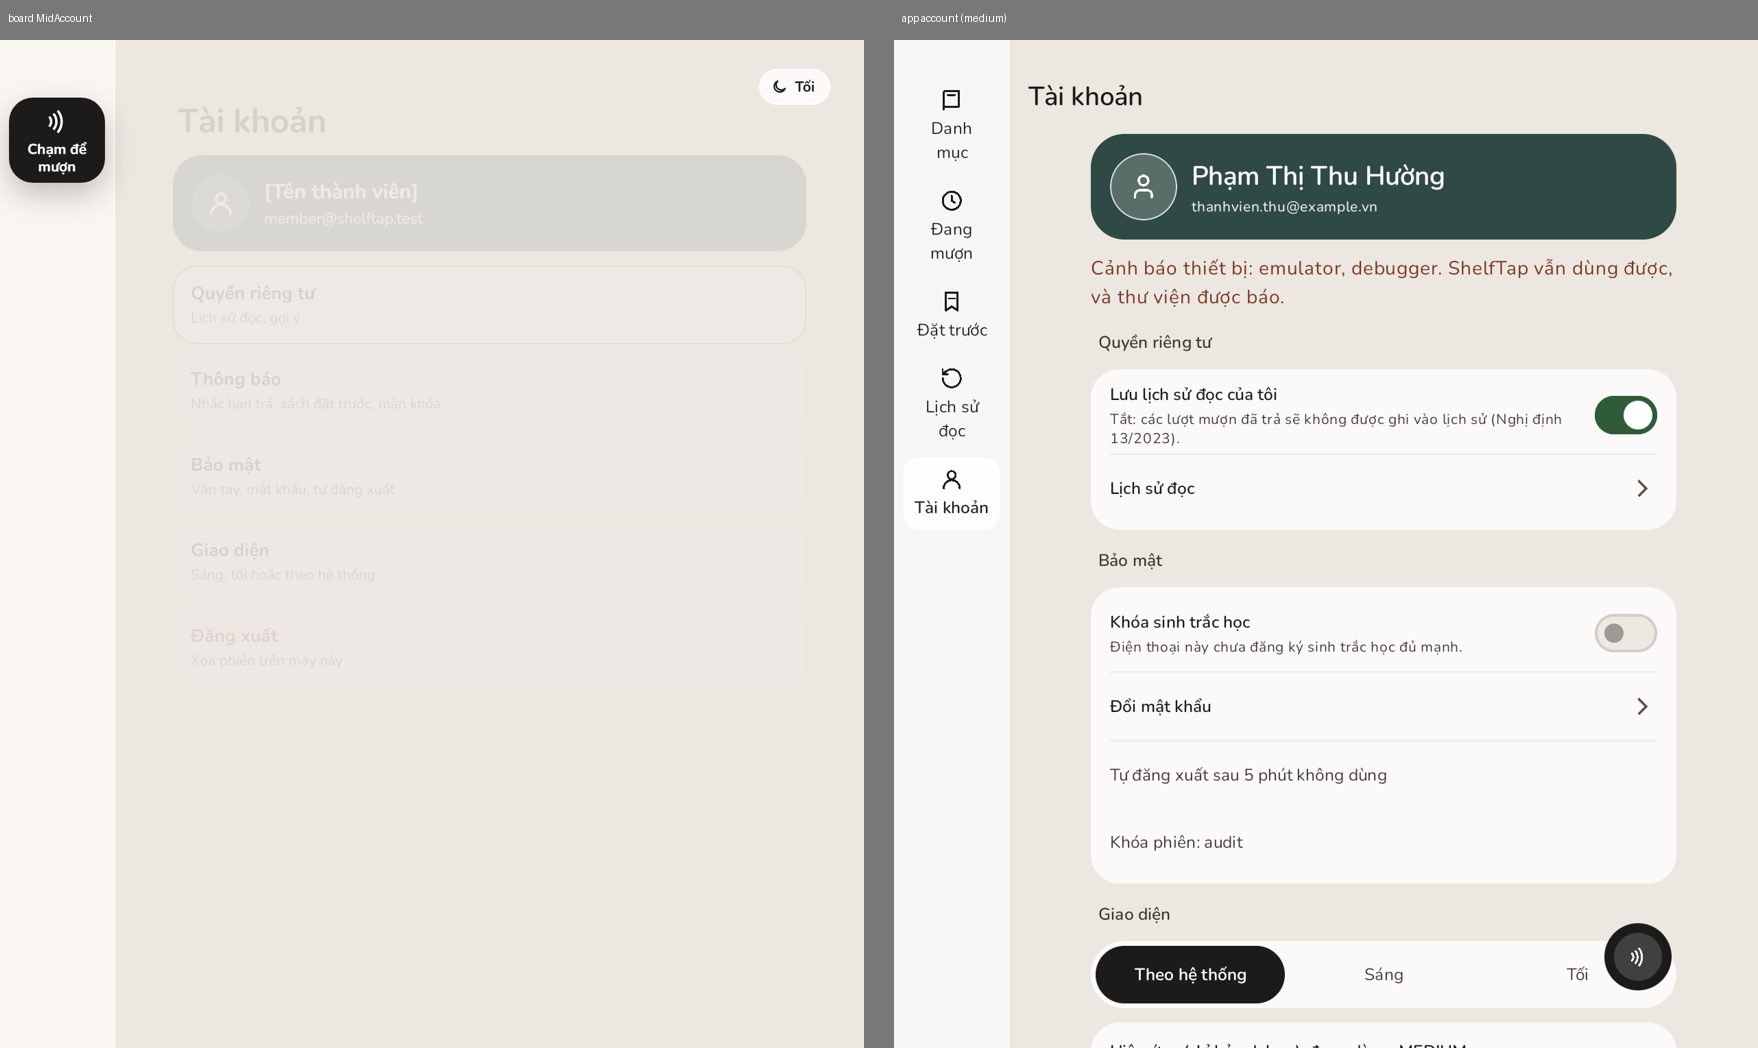 board MidAccount
Chạm để
mượn
Tối
Tài khoản
[Tên thành viên]
member@shelftap.test
Quyền riêng tư
Lịch sử đọc, gợi ý
Thông báo
Nhắc hạn trả, sách đặt trước, màn khóa
Bảo mật
Vân tay, mật khẩu, tự đăng xuất
Giao diện
Sáng, tối hoặc theo hệ thống
Đăng xuất
Xóa phiên trên máy này
app account (medium)
Danh
mục
Đang
mượn
Đặt trước
Lịch sử
đọc
Tài khoản
Tài khoản
Phạm Thị Thu Hường
thanhvien.thu@example.vn
Cảnh báo thiết bị: emulator, debugger. ShelfTap vẫn dùng được,
và thư viện được báo.
Quyền riêng tư
Lưu lịch sử đọc của tôi
Tắt: các lượt mượn đã trả sẽ không được ghi vào lịch sử (Nghị định
13/2023).
Lịch sử đọc
Bảo mật
Khóa sinh trắc học
Điện thoại này chưa đăng ký sinh trắc học đủ mạnh.
Đổi mật khẩu
Tự đăng xuất sau 5 phút không dùng
Khóa phiên: audit
Giao diện
Theo hệ thống
Sáng
Tối